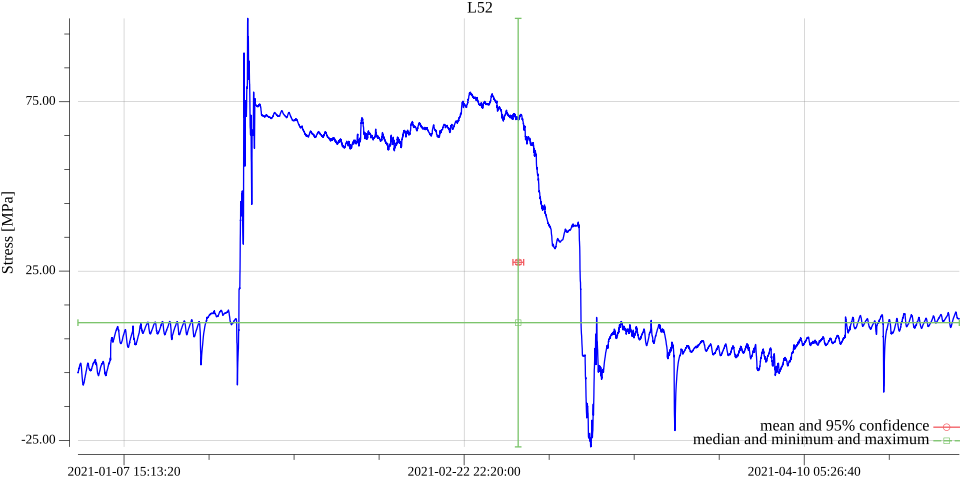 L52
75.00
Stress [MPa]
25.00
-25.00
mean and 95% confidence
median and minimum and maximum
2021-01-07 15:13:20
2021-02-22 22:20:00
2021-04-10 05:26:40